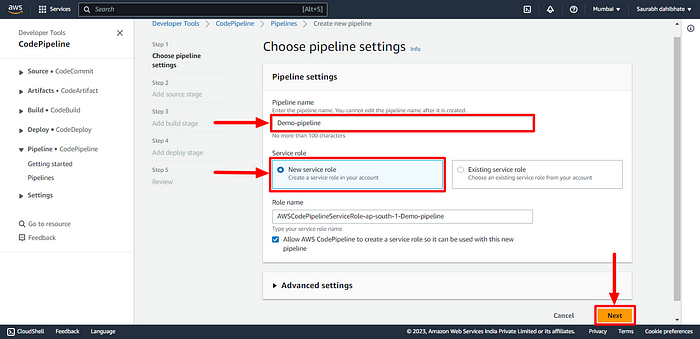 aws
Services
Search
[Alt+S]
Mumbai
Saurabh dahibhate
Developer Tools
CodePipeline
Source • CodeCommit
Artifacts • CodeArtifact
Build • CodeBuild
Deploy • CodeDeploy
Pipeline • CodePipeline
Getting started
Pipelines
Settings
Go to resource
Feedback
Developer Tools > CodePipeline > Pipelines > Create new pipeline
Step 1
Choose pipeline
settings
Step 2
Add source stage
Step 3
Add build stage
Step 4
Add deploy stage
Step 5
Review
Choose pipeline settings Info
Pipeline settings
Pipeline name
Enter the pipeline name. You cannot edit the pipeline name after it is created.
Demo-pipeline
No more than 100 characters
Service role
New service role
Create a service role in your account
Existing service role
Choose an existing service role from your account
Role name
AWSCodePipelineServiceRole-ap-south-1-Demo-pipeline
Type your service role name
Allow AWS CodePipeline to create a service role so it can be used with this new
pipeline
Advanced settings
Cancel
Next
CloudShell Feedback Language
© 2023, Amazon Web Services India Private Limited or its affiliates. Privacy Terms Cookie preferences